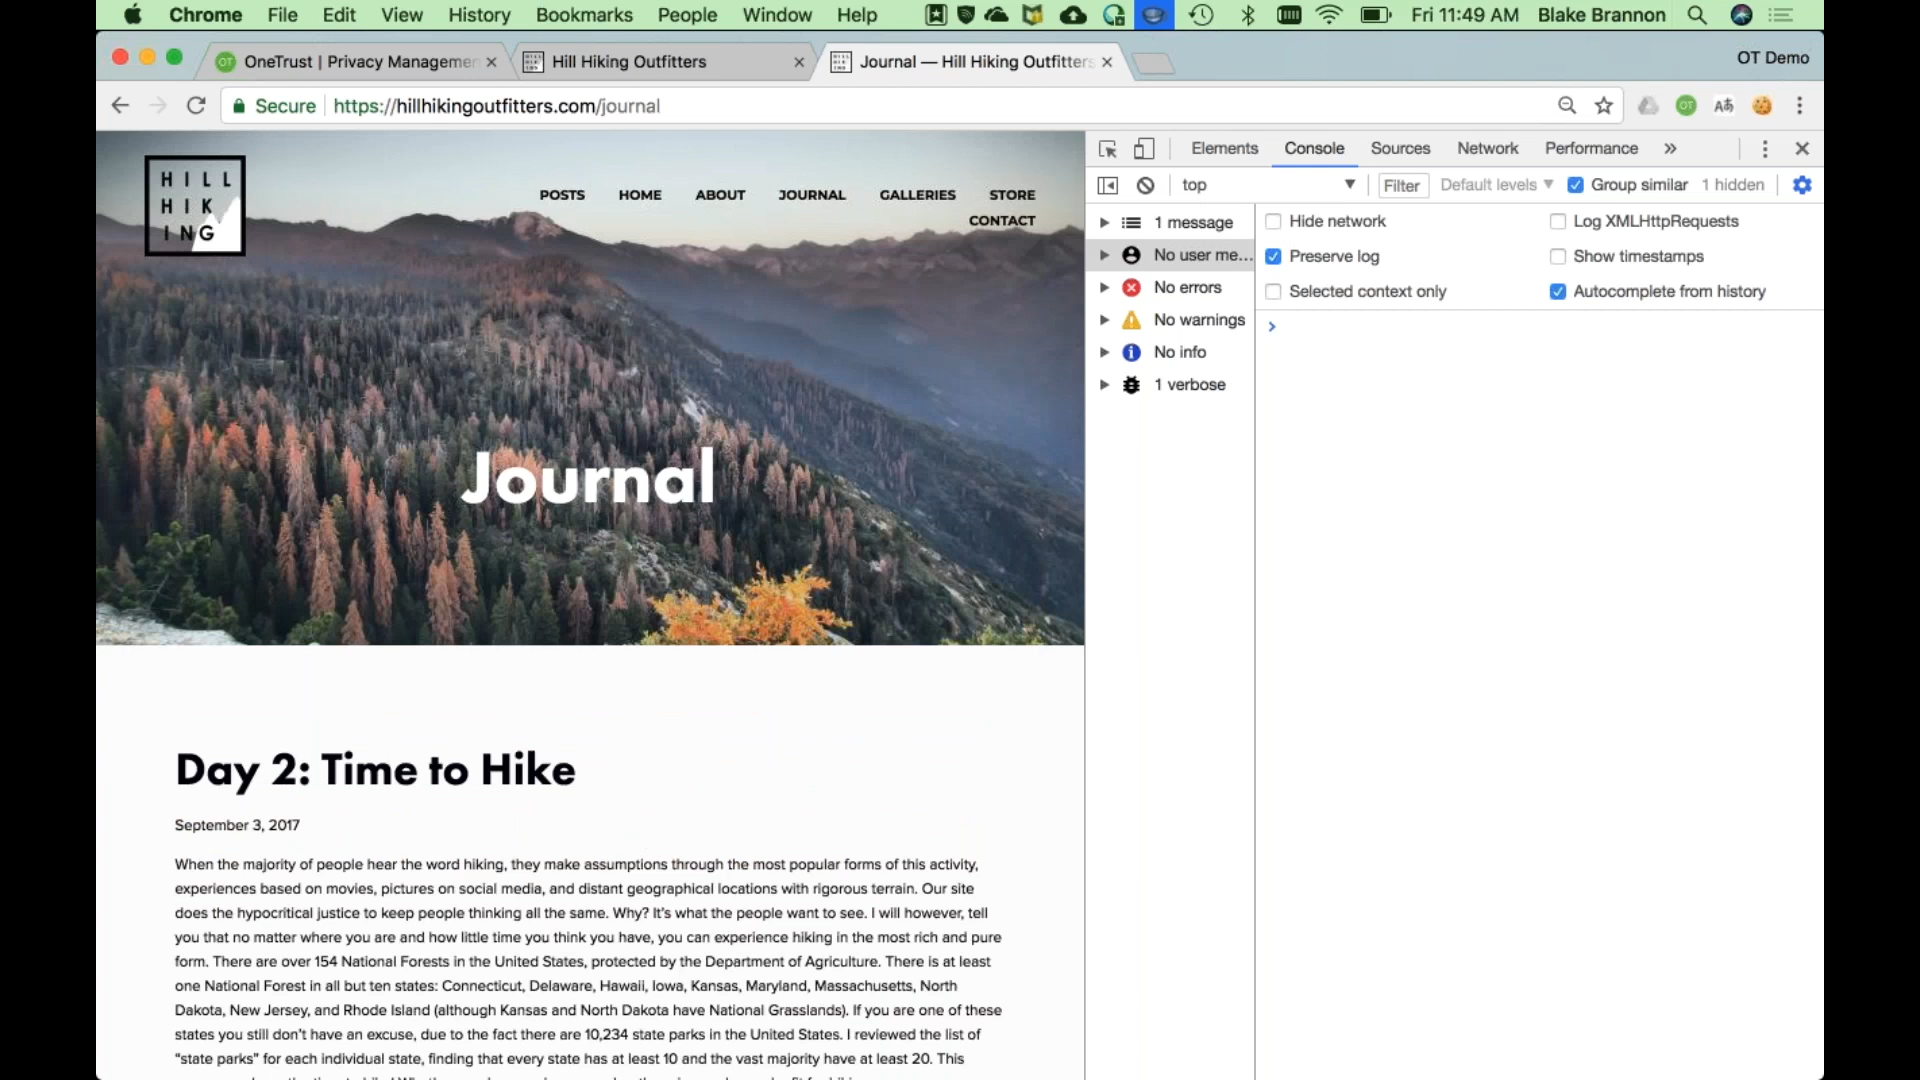 Chrome File Edit View History Bookmarks People Window Help Fri 11:49 AM Blake Brannon
OneTrust | Privacy Managemen
Hill Hiking Outfitters
Journal — Hill Hiking Outfitters
OT Demo
Secure https://hillhikingoutfitters.com/journal
HILL
HIK
ING
POSTS HOME ABOUT JOURNAL GALLERIES STORE
CONTACT
Journal
Day 2: Time to Hike
September 3, 2017
When the majority of people hear the word hiking, they make assumptions through the most popular forms of this activity,
experiences based on movies, pictures on social media, and distant geographical locations with rigorous terrain. Our site
does the hypocritical justice to keep people thinking all the same. Why? It's what the people want to see. I will however, tell
you that no matter where you are and how little time you think you have, you can experience hiking in the most rich and pure
form. There are over 154 National Forests in the United States, protected by the Department of Agriculture. There is at least
one National Forest in all but ten states: Connecticut, Delaware, Hawaii, Iowa, Kansas, Maryland, Massachusetts, North
Dakota, New Jersey, and Rhode Island (although Kansas and North Dakota have National Grasslands). If you are one of these
states you still don't have an excuse, due to the fact there are 10,234 state parks in the United States. I reviewed the list of
“state parks” for each individual state, finding that every state has at least 10 and the vast majority have at least 20. This
Elements Console Sources Network Performance »
top Filter Default levels Group similar 1 hidden
1 message
No user me...
No errors
No warnings
No info
1 verbose
Hide network Log XMLHttpRequests
Preserve log Show timestamps
Selected context only Autocomplete from history